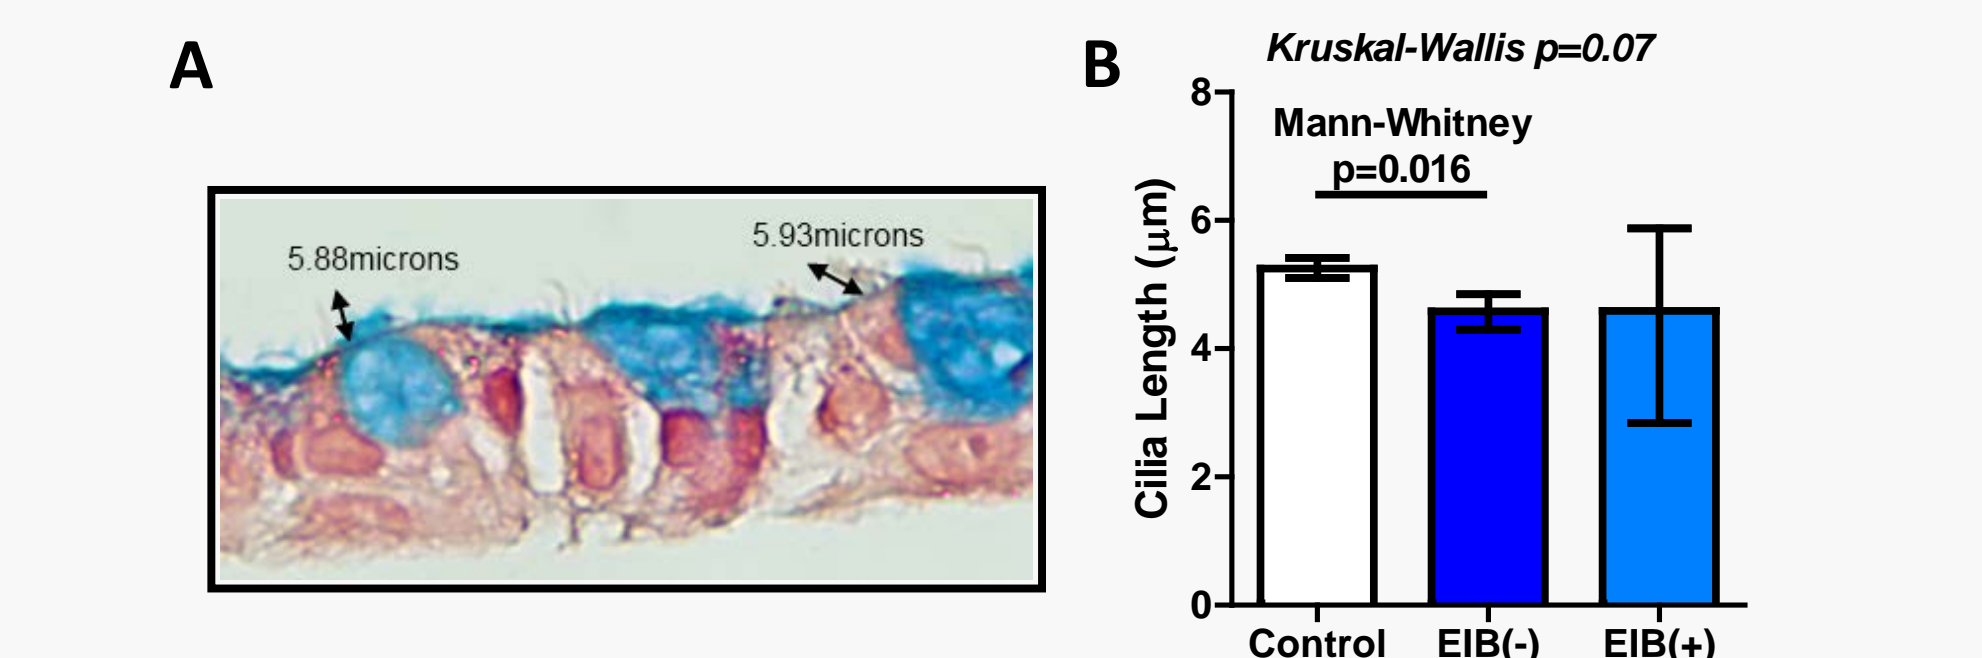 A
5.88microns
5.93microns
B
Kruskal-Wallis p=0.07
Mann-Whitney
p=0.016
Cilia Length (μm)
8
6
4
2
0
Control
EIB(-)
EIB(+)